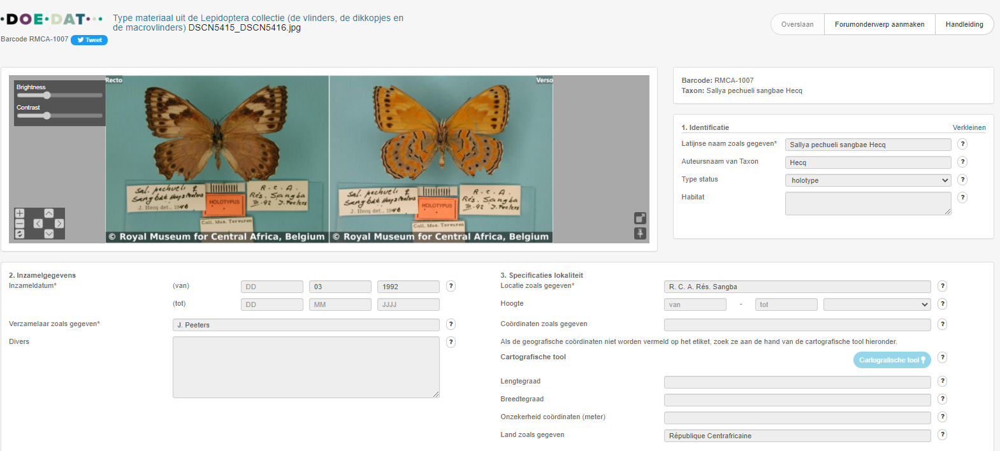 DOE DAT
Type materiaal uit de Lepidoptera collectie (de vlinders, de dikkopjes en
de macrovlinders) DSCN5415_DSCN5416.jpg
Barcode RMCA-1007 Tweet
Overslaan Forumonderwerp aanmaken Handleiding
Brightness
Contrast
Recto
Sal. pechueli ♀
Sangbae Hecq
J. Hecq det., 19
HOLOTYPUS
R. C. A.
Rés. Sangba
III-92 J. Peeters
Coll. Mus. Tervuren
© Royal Museum for Central Africa, Belgium
Verso
Sal. pechueli ♀
Sangbae Hecq
J. Hecq det., 19
HOLOTYPUS
R. C. A.
Rés. Sangba
III-92 J. Peeters
Coll. Mus. Tervuren
© Royal Museum for Central Africa, Belgium
Barcode: RMCA-1007
Taxon: Sallya pechueli sangbae Hecq
1. Identificatie Verkleinen
Latijnse naam zoals gegeven* Sallya pechueli sangbae Hecq ?
Auteursnaam van Taxon Hecq ?
Type status holotype ?
Habitat ?
2. Inzamelgegevens
Inzameldatum* (van) DD 03 1992 ?
(tot) DD MM JJJJ
Verzamelaar zoals gegeven* J. Peeters ?
Divers ?
3. Specificaties lokaliteit
Locatie zoals gegeven* R. C. A. Rés. Sangba ?
Hoogte van - tot ?
Coördinaten zoals gegeven ?
Als de geografische coördinaten niet worden vermeld op het etiket, zoek ze aan de hand van de cartografische tool hieronder.
Cartografische tool Cartografische tool ?
Lengtegraad ?
Breedtegraad ?
Onzekerheid coördinaten (meter) ?
Land zoals gegeven République Centrafricaine ?